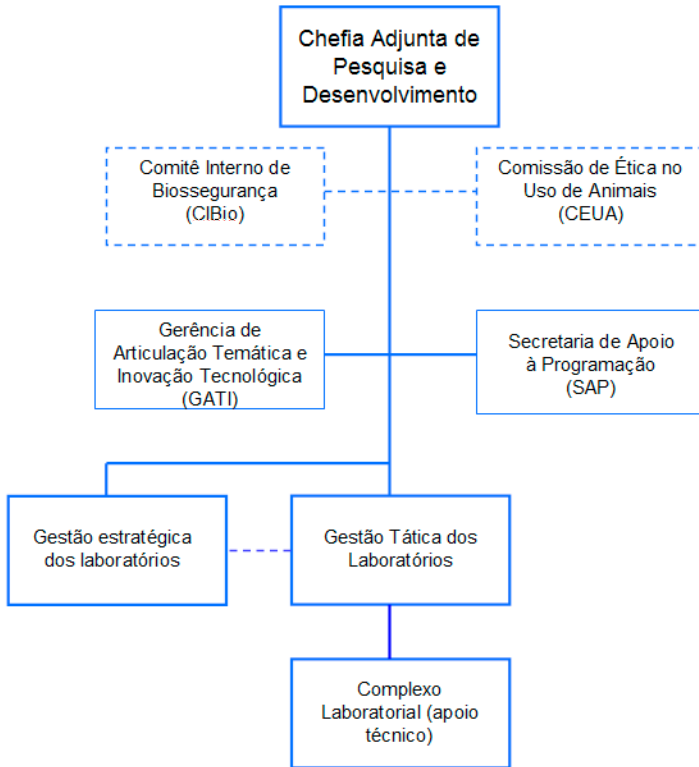 Chefia Adjunta de
Pesquisa e
Desenvolvimento
Comitê Interno de
Biossegurança
(CIBio)
Comissão de Ética no
Uso de Animais
(CEUA)
Gerência de
Articulação Temática e
Inovação Tecnológica
(GATI)
Secretaria de Apoio
à Programação
(SAP)
Gestão estratégica
dos laboratórios
Gestão Tática dos
Laboratórios
Complexo
Laboratorial (apoio
técnico)